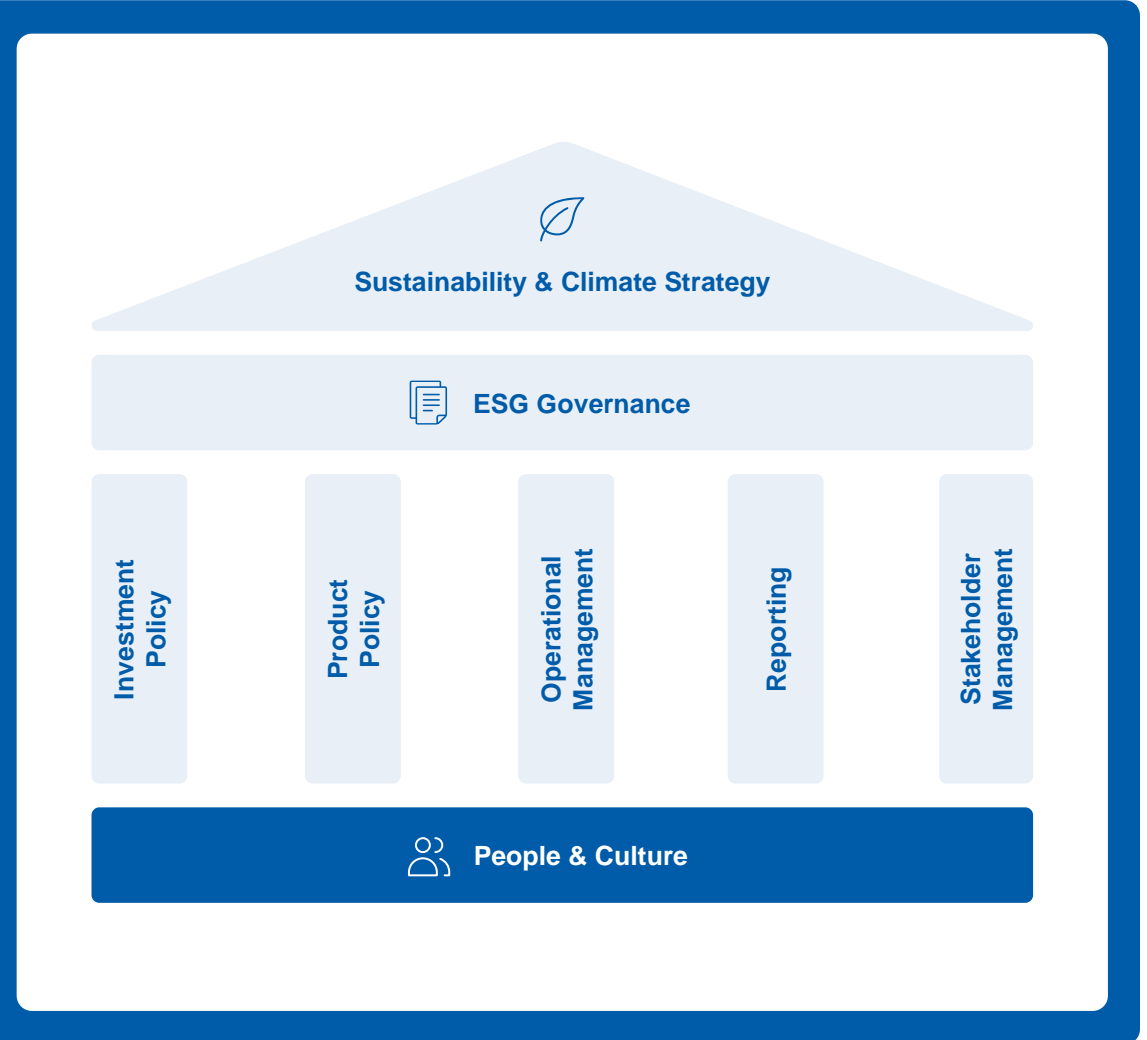 Sustainability & Climate Strategy
ESG Governance
Investment
Policy
Product
Policy
Operational
Management
Reporting
Stakeholder
Management
People & Culture